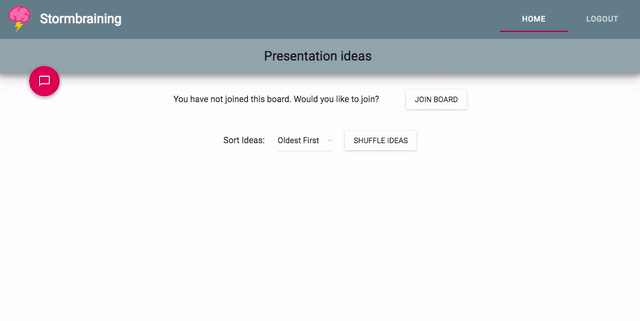 Stormbraining HOME LOGOUT
Presentation ideas
You have not joined this board. Would you like to join? JOIN BOARD
Sort Ideas: Oldest First SHUFFLE IDEAS